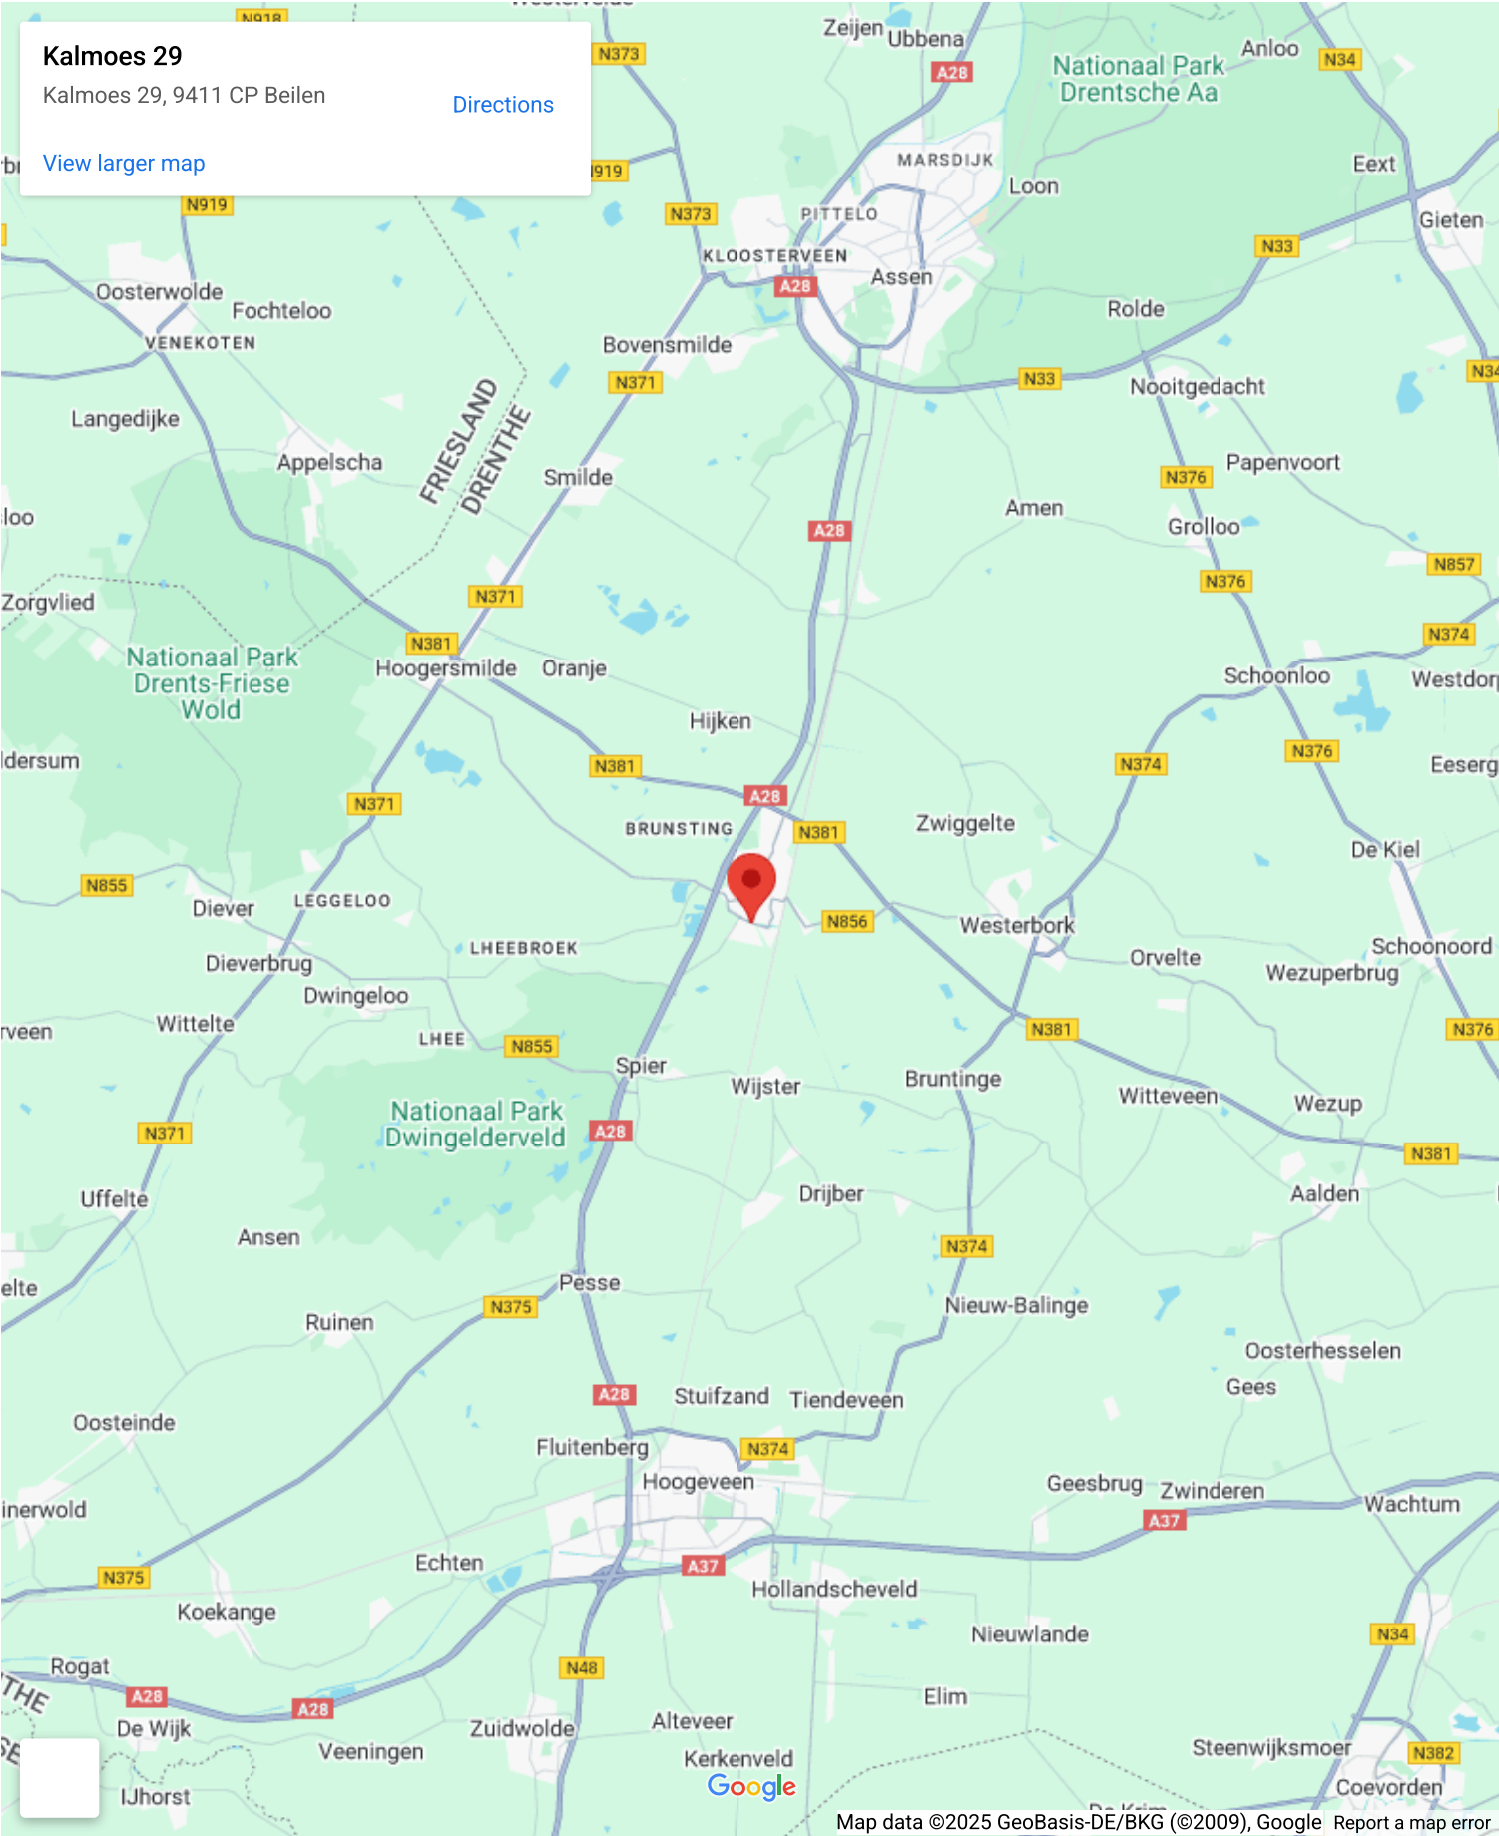 Kalmoes 29
Kalmoes 29, 9411 CP Beilen
Directions
View larger map
N918
N373
Zeijen
Ubbena
A28
Nationaal Park
Drentsche Aa
Anloo
N34
N919
N919
MARSDIJK
Loon
Eext
N373
PITTELO
Gieten
KLOOSTERVEEN
N33
Assen
A28
Oosterwolde
Fochteloo
Rolde
VENEKOTEN
Bovensmilde
N371
N33
Nooitgedacht
N34
Langedijke
FRIESLAND
DRENTHE
Appelscha
Smilde
Papenvoort
N376
Amen
Grolloo
A28
N857
N376
Zorgvlied
N371
N381
N374
Nationaal Park
Drents-Friese
Wold
Hoogersmilde
Oranje
Schoonloo
Hijken
N381
N374
N376
N371
A28
BRUNSTING
N381
Zwiggelte
De Kiel
N855
Diever
LEGGELOO
N856
Westerbork
LHEEBROEK
Schoonoord
Dieverbrug
Orvelte
Wezuperbrug
Dwingeloo
Wittelte
LHEE
N855
N381
N376
Spier
Wijster
Bruntinge
Witteveen
Wezup
Nationaal Park
Dwingelderveld
N371
A28
N381
Uffelte
Drijber
Aalden
Ansen
N374
Pesse
N375
Nieuw-Balinge
Ruinen
Oosterhesselen
A28
Stuifzand
Tiendeveen
Gees
Oosteinde
Fluitenberg
N374
Hoogeveen
Geesbrug
Zwinderen
Wachtum
A37
Echten
A37
N375
Hollandscheveld
Koekange
Nieuwlande
N34
Rogat
N48
A28
A28
Elim
De Wijk
Zuidwolde
Alteveer
Veeningen
Kerkenveld
Steenwijksmoer
N382
Google
Coevorden
IJhorst
Map data ©2025 GeoBasis-DE/BKG (©2009), Google
Report a map error